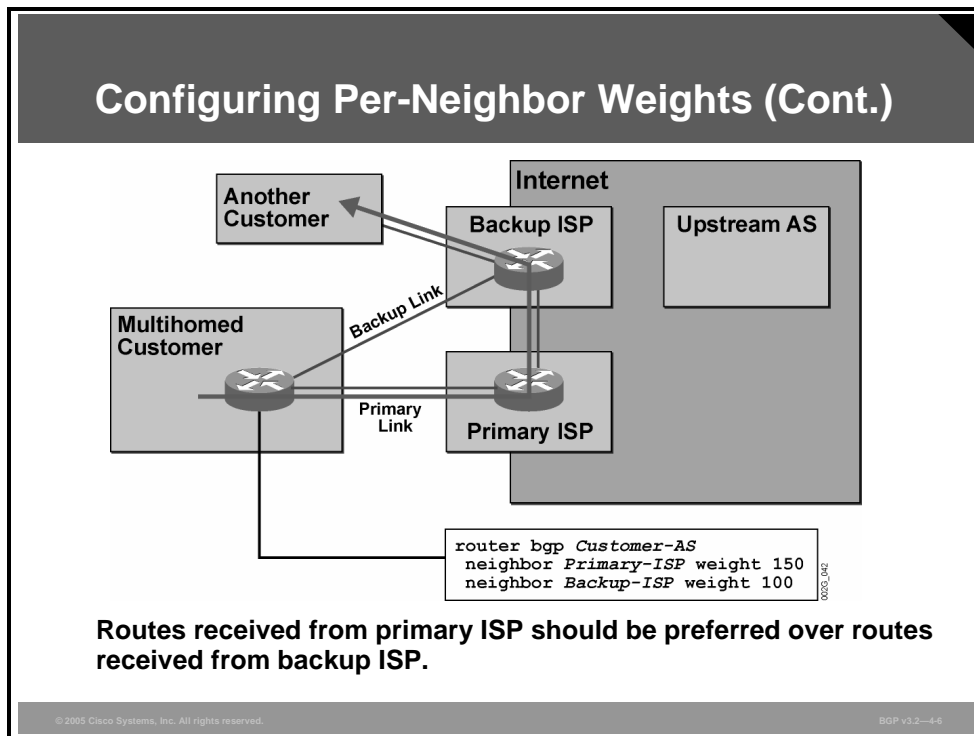 Configuring Per-Neighbor Weights (Cont.)
Internet
Another
Customer
Backup ISP
Upstream AS
Backup Link
Multihomed
Customer
Primary
Link
Primary ISP
router bgp Customer-AS
neighbor Primary-ISP weight 150
neighbor Backup-ISP weight 100
002G_042
Routes received from primary ISP should be preferred over routes
received from backup ISP.
© 2005 Cisco Systems, Inc. All rights reserved.
BGP v3.2—4-6